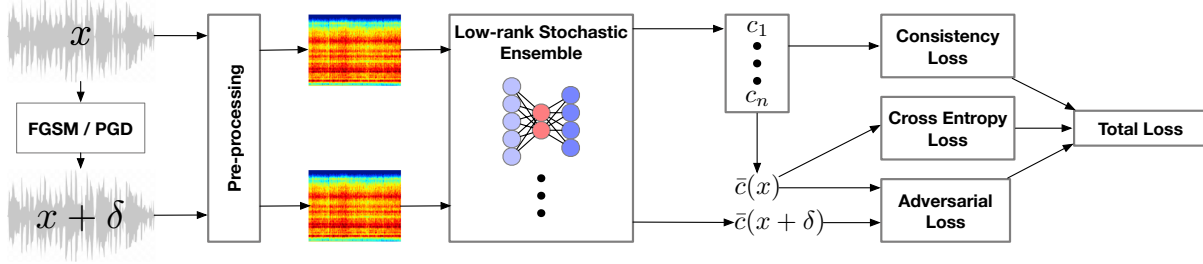 x
FGSM / PGD
x + δ
Pre-processing
Low-rank Stochastic
Ensemble
c₁
cₙ
c̄(x)
c̄(x + δ)
Consistency
Loss
Cross Entropy
Loss
Adversarial
Loss
Total Loss